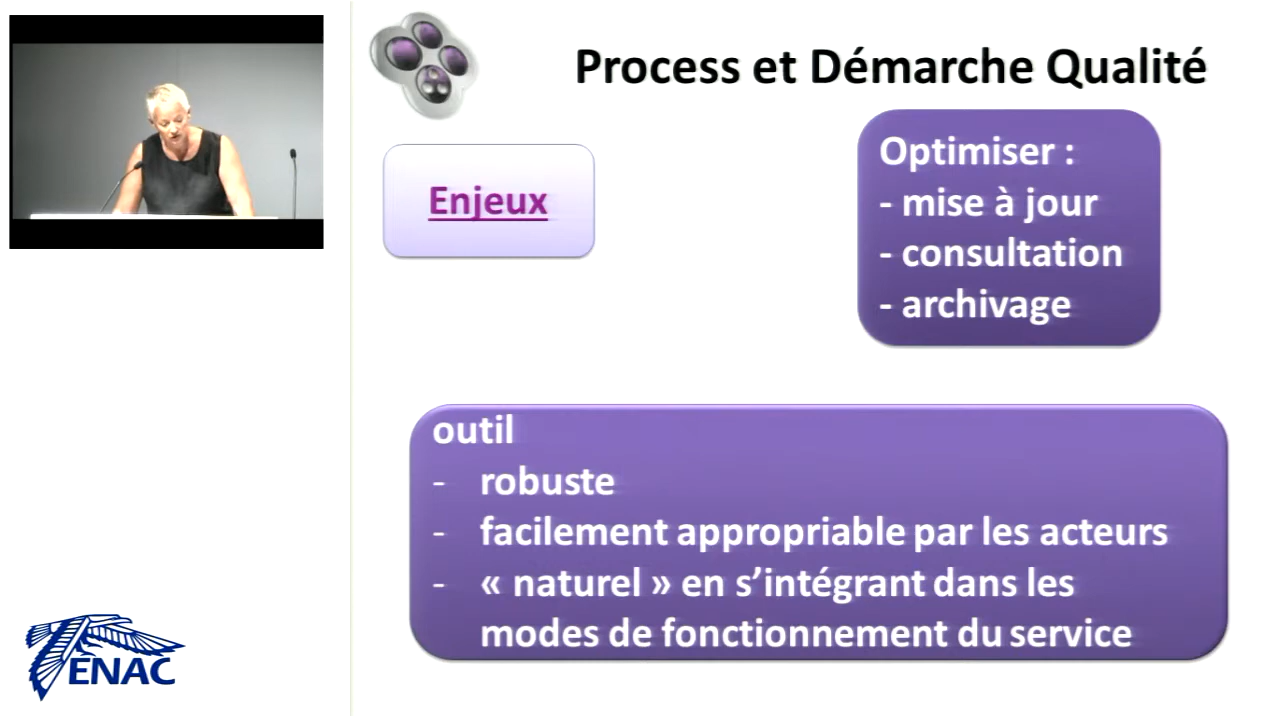 Process et Démarche Qualité
Enjeux
Optimiser :
- mise à jour
- consultation
- archivage
outil
- robuste
- facilement appropriable par les acteurs
- « naturel » en s’intégrant dans les
modes de fonctionnement du service
ENAC